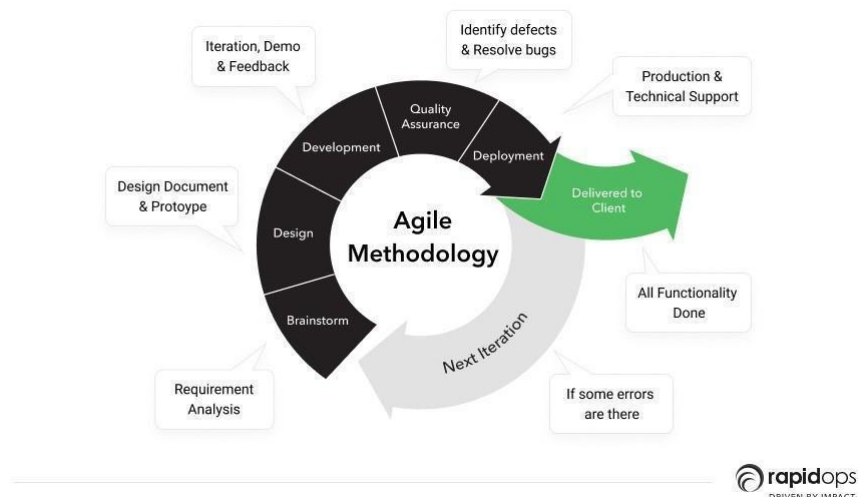 Identify defects
& Resolve bugs
Iteration, Demo
& Feedback
Production &
Technical Support
Quality
Assurance
Development
Deployment
Design Document
& Protoype
Delivered to
Client
Agile
Methodology
Design
All Functionality
Done
Brainstorm
Next Iteration
Requirement
Analysis
If some errors
are there
rapidops
DRIVEN BY IMPACT